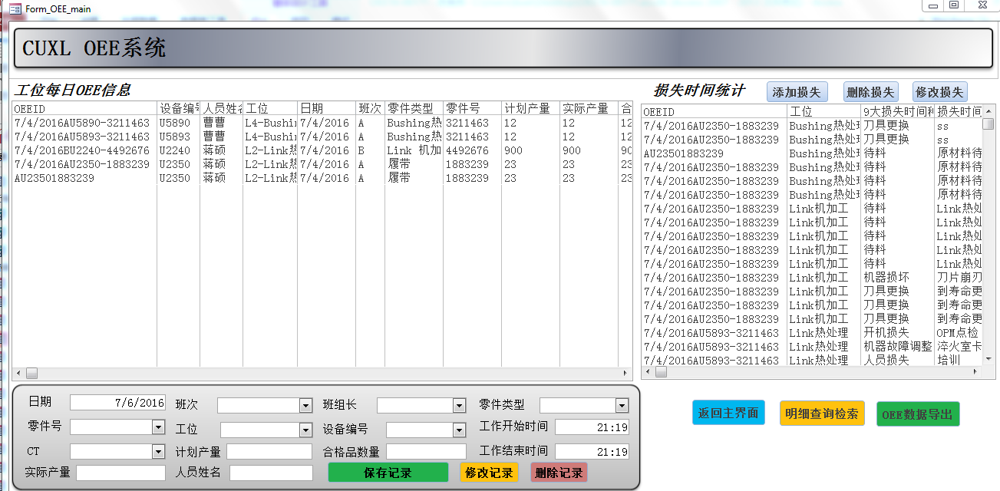 Form_OEE_main
CUXL OEE系统
工位每日OEE信息
OEEID 设备编号 人员姓名 工位 日期 班次 零件类型 零件号 计划产量 实际产量 合
7/4/2016AU5890-3211463 U5890 曹曹 L4-Bushi 7/4/2016 A Bushing热 3211463 12 12 12
7/4/2016AU5893-3211463 U5893 曹曹 L4-Bushi 7/4/2016 A Bushing热 3211463 12 12 12
7/4/2016BU2240-4492676 U2240 蒋硕 L2-Link热 7/4/2016 B Link 机加 4492676 900 900 90
7/4/2016AU2350-1883239 U2350 蒋硕 L2-Link热 7/4/2016 A 履带 1883239 23 23 23
AU23501883239 U2350 蒋硕 L2-Link热 7/4/2016 A 履带 1883239 23 23 23
损失时间统计 添加损失 删除损失 修改损失
OEEID 工位 9大损失时间种 损失时间
7/4/2016AU2350-1883239 Bushing热处理 刀具更换 ss
7/4/2016AU2350-1883239 Bushing热处理 刀具更换 ss
AU23501883239 Bushing热处理 待料 原材料待
7/4/2016AU2350-1883239 Bushing热处理 待料 原材料待
7/4/2016AU2350-1883239 Bushing热处理 待料 原材料待
7/4/2016AU2350-1883239 Bushing热处理 待料 原材料待
7/4/2016AU2350-1883239 Link机加工 待料 Link热处
7/4/2016AU2350-1883239 Link机加工 待料 Link热处
7/4/2016AU2350-1883239 Link机加工 待料 Link热处
7/4/2016AU2350-1883239 Link机加工 待料 Link热处
7/4/2016AU2350-1883239 Link机加工 待料 Link热处
7/4/2016AU2350-1883239 Link机加工 机器损坏 刀片崩刃
7/4/2016AU2350-1883239 Link机加工 刀具更换 到寿命更
7/4/2016AU2350-1883239 Link机加工 刀具更换 到寿命更
7/4/2016AU2350-1883239 Link机加工 刀具更换 到寿命更
7/4/2016AU5893-3211463 Link热处理 开机损失 OPM点检
7/4/2016AU5893-3211463 Link热处理 机器故障调整 淬火室卡
7/4/2016AU5893-3211463 Link热处理 人员损失 培训
日期 7/6/2016 班次 班组长 零件类型
零件号 工位 设备编号 工作开始时间 21:19
CT 计划产量 合格品数量 工作结束时间 21:19
实际产量 人员姓名 保存记录 修改记录 删除记录
返回主界面 明细查询检索 OEE数据导出